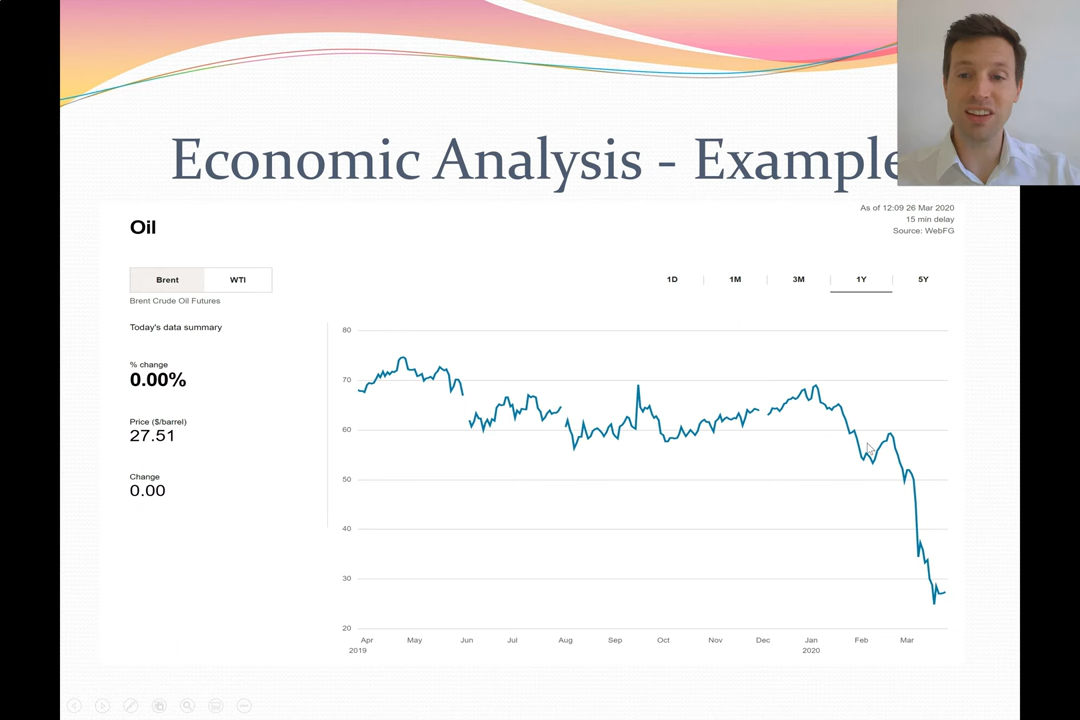 Economic Analysis - Example
As of 12:09 26 Mar 2020
15 min delay
Source: WebFG
Oil
Brent
WTI
1D
1M
3M
1Y
5Y
Brent Crude Oil Futures
Today's data summary
% change
0.00%
Price ($/barrel)
27.51
Change
0.00
80
70
60
50
40
30
20
Apr May Jun Jul Aug Sep Oct Nov Dec Jan Feb Mar
2019 2020